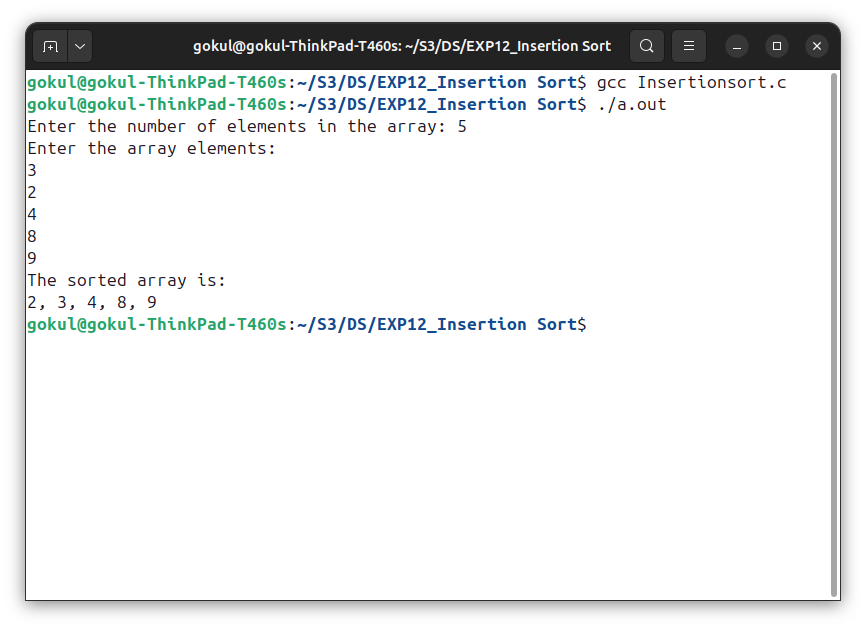 gokul@gokul-ThinkPad-T460s: ~/S3/DS/EXP12_Insertion Sort
gokul@gokul-ThinkPad-T460s:~/S3/DS/EXP12_Insertion Sort$ gcc Insertionsort.c
gokul@gokul-ThinkPad-T460s:~/S3/DS/EXP12_Insertion Sort$ ./a.out
Enter the number of elements in the array: 5
Enter the array elements:
3
2
4
8
9
The sorted array is:
2, 3, 4, 8, 9
gokul@gokul-ThinkPad-T460s:~/S3/DS/EXP12_Insertion Sort$